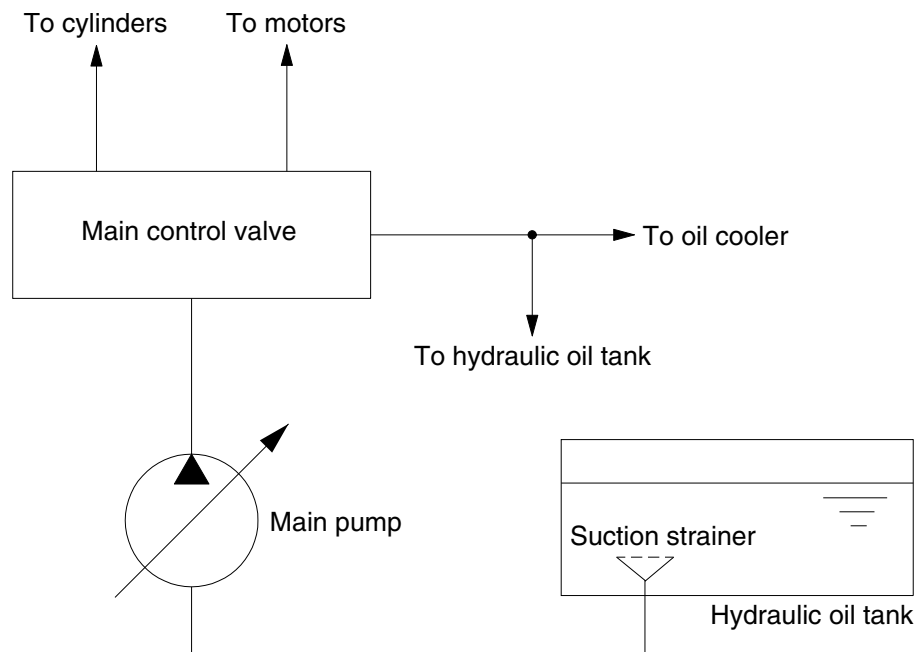 To cylinders
To motors
Main control valve
To oil cooler
To hydraulic oil tank
Main pump
Suction strainer
Hydraulic oil tank